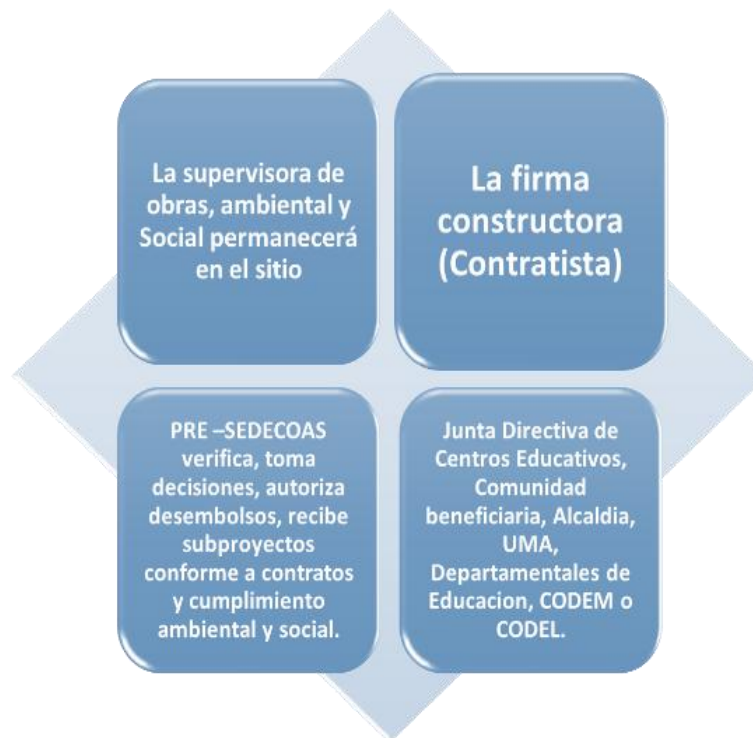 La supervisora de
obras, ambiental y
Social permanecerá
en el sitio
La firma
constructora
(Contratista)
PRE –SEDECOAS
verifica, toma
decisiones, autoriza
desembolsos, recibe
subproyectos
conforme a contratos
y cumplimiento
ambiental y social.
Junta Directiva de
Centros Educativos,
Comunidad
beneficiaria, Alcaldia,
UMA,
Departamentales de
Educacion, CODEM o
CODEL.